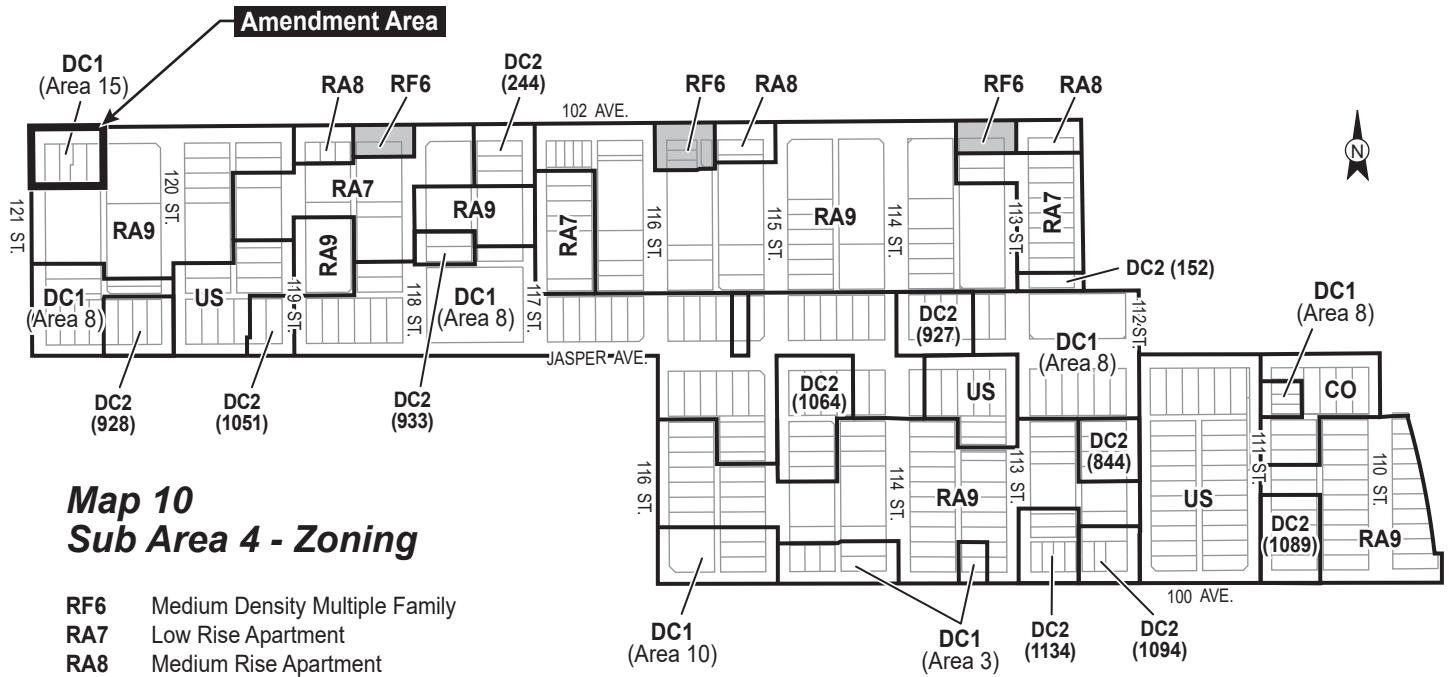 Amendment Area
DC1
(Area 15)
RA8
RF6
DC2
(244)
102 AVE.
RF6
RA8
RF6
RA8
N
121 ST.
120 ST.
RA9
RA7
RA9
RA9
RA7
116 ST.
115 ST.
RA9
114 ST.
113 ST.
RA7
DC2 (152)
DC1
(Area 8)
US
119 ST.
118 ST.
DC1
(Area 8)
117 ST.
DC2
(927)
DC1
(Area 8)
112 ST.
DC1
(Area 8)
JASPER AVE.
DC2
(928)
DC2
(1051)
DC2
(933)
DC2
(1064)
US
CO
DC2
(844)
116 ST.
114 ST.
RA9
113 ST.
US
111 ST.
110 ST.
DC2
(1089)
RA9
100 AVE.
DC1
(Area 10)
DC1
(Area 3)
DC2
(1134)
DC2
(1094)
Map 10
Sub Area 4 - Zoning
RF6 Medium Density Multiple Family
RA7 Low Rise Apartment
RA8 Medium Rise Apartment